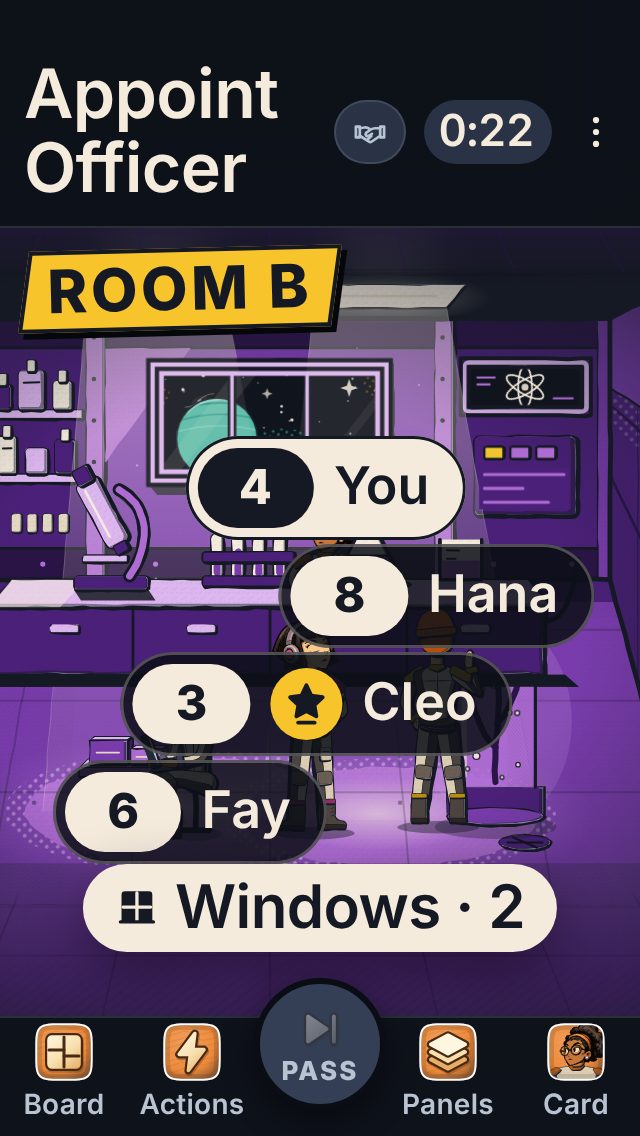 Appoint
Officer
0:22
ROOM B
4 You
8 Hana
3 Cleo
6 Fay
Windows · 2
PASS
Board
Actions
Panels
Card